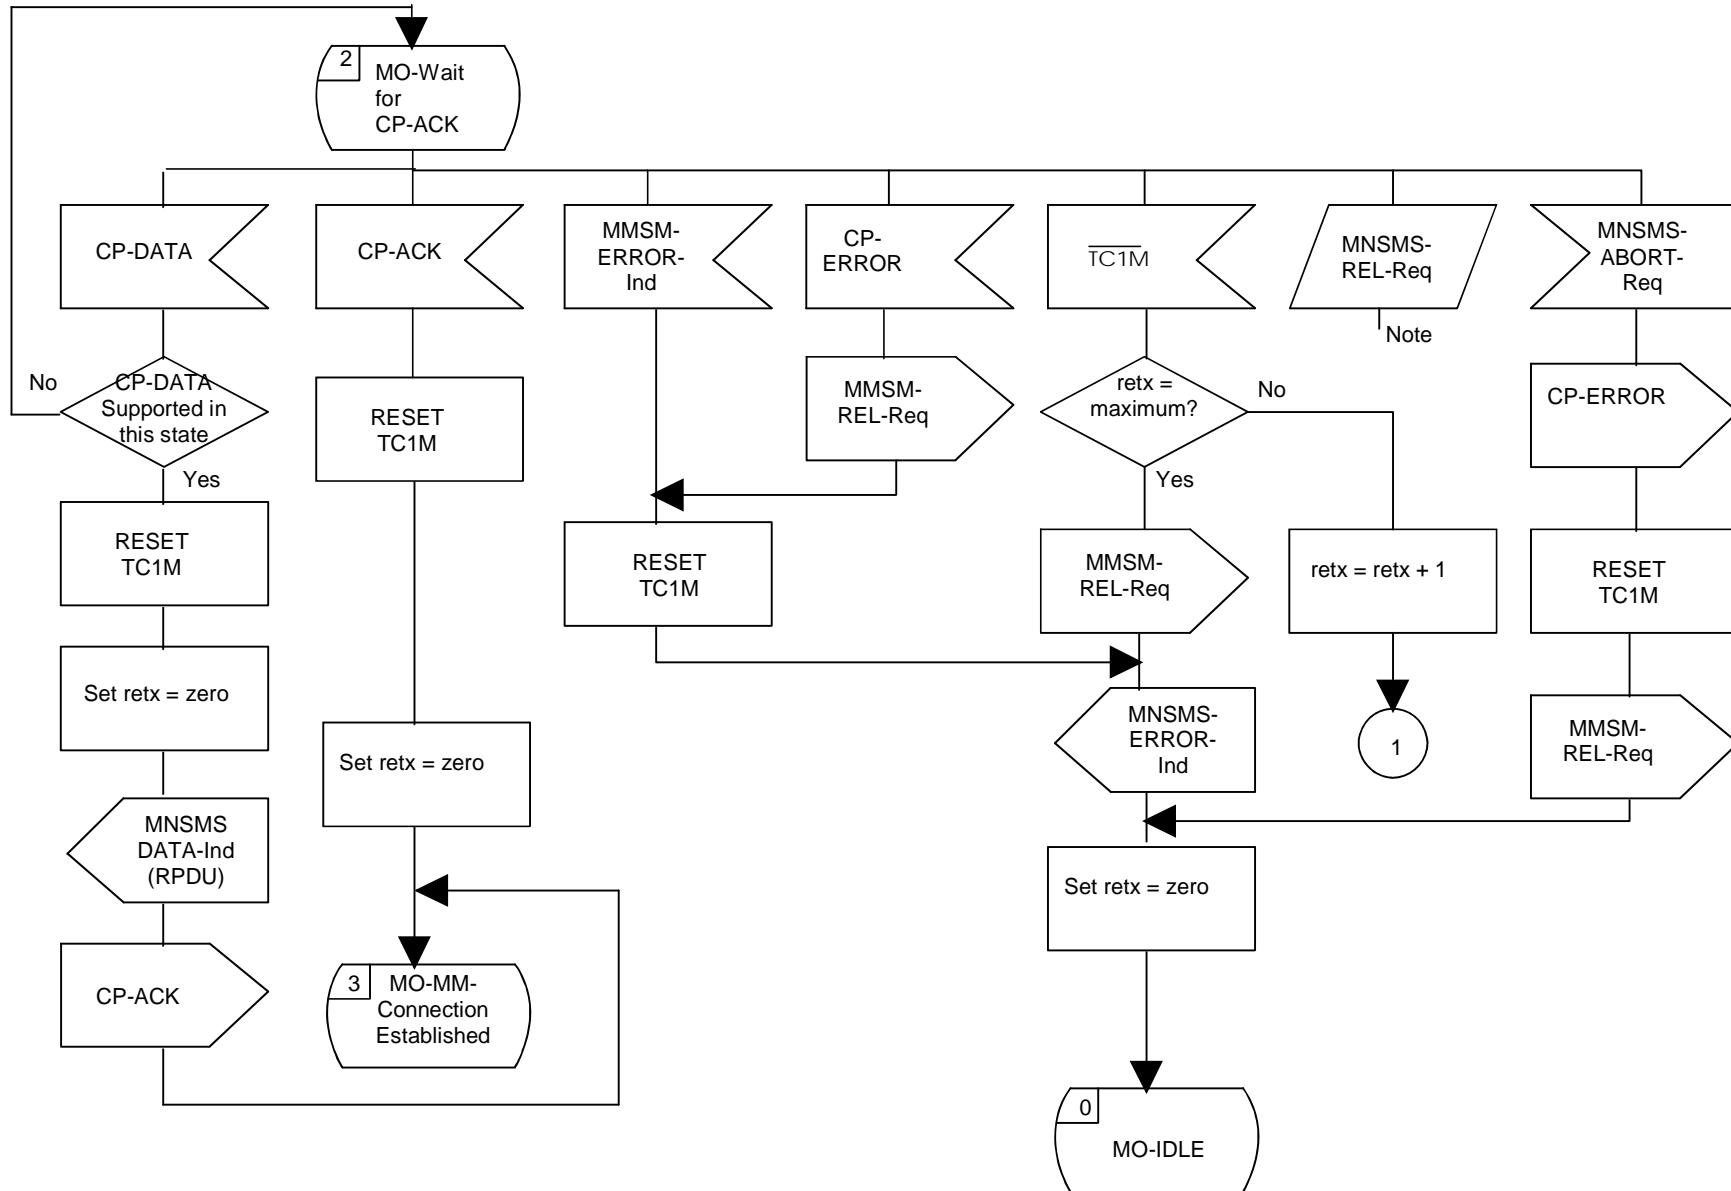 2
MO-Wait
for
CP-ACK
CP-DATA
CP-ACK
MMSM-
ERROR-
Ind
CP-
ERROR
TC1M
MNSMS-
REL-Req
MNSMS-
ABORT-
Req
Note
No
CP-DATA
Supported in
this state
Yes
RESET
TC1M
MMSM-
REL-Req
retx =
maximum?
No
Yes
CP-ERROR
RESET
TC1M
RESET
TC1M
MMSM-
REL-Req
retx = retx + 1
RESET
TC1M
Set retx = zero
Set retx = zero
MNSMS-
ERROR-
Ind
1
MMSM-
REL-Req
MNSMS
DATA-Ind
(RPDU)
Set retx = zero
CP-ACK
3
MO-MM-
Connection
Established
0
MO-IDLE